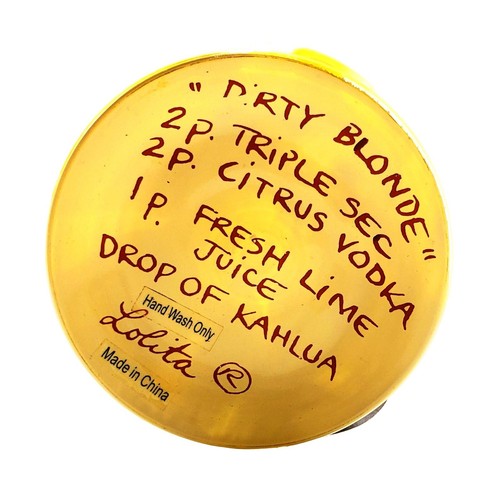 "DIRTY BLONDE"
2P. TRIPLE SEC
2P. CITRUS VODKA
1P. FRESH LIME
JUICE
DROP OF KAHLUA
Hand Wash Only
Lolita ®
Made in China